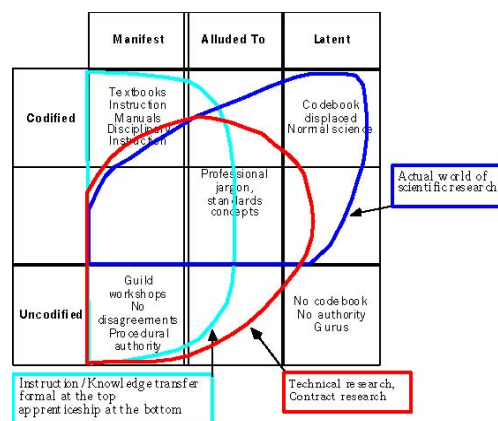 Manifest
Alluded To
Latent
Codified
Textbooks
Instruction
Manuals
Disciplinary
Instruction
Codebook
displaced
Normal science
Professional
jargon,
standards
concepts
Actual world of
scientific research
Uncodified
Guild
workshops
No
disagreements
Procedural
authority
No codebook
No authority
Gurus
Instruction/Knowledge transfer
formal at the top
apprenticeship at the bottom
Technical research,
Contract research